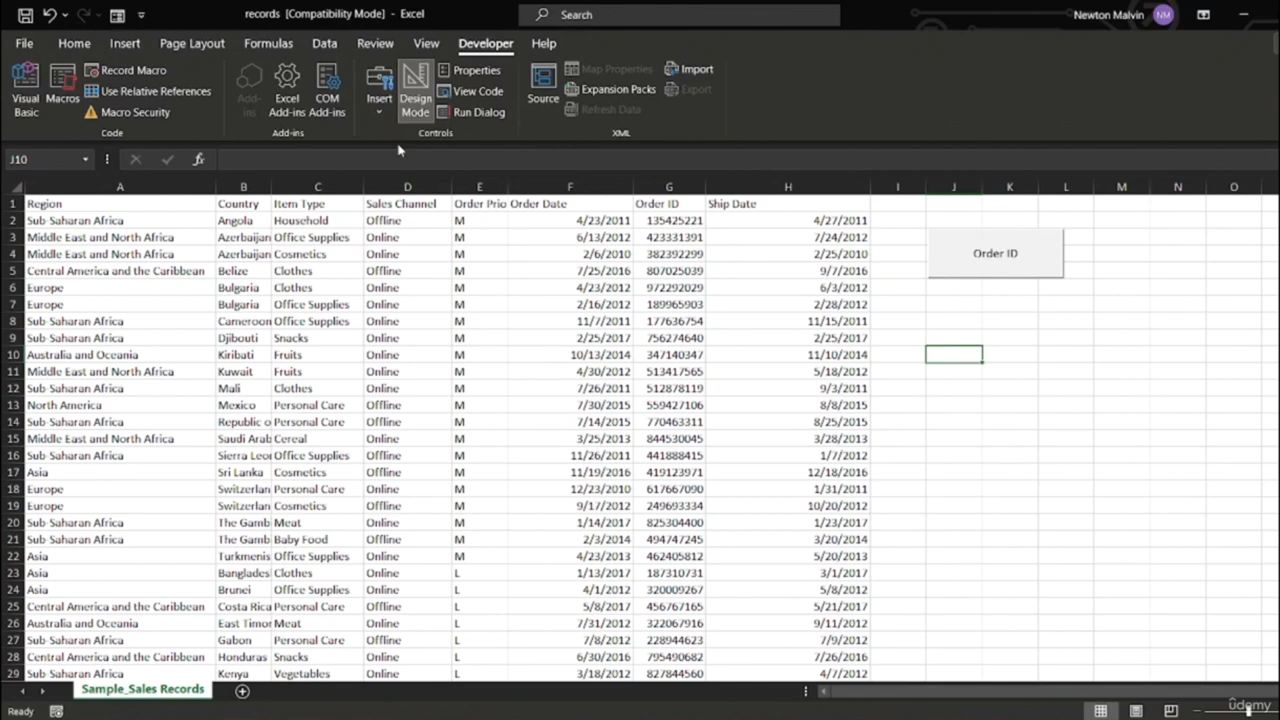 records [Compatibility Mode] - Excel
Search
Newton Malvin NM
File Home Insert Page Layout Formulas Data Review View Developer Help
Visual Basic
Macros
Record Macro
Use Relative References
Macro Security
Code
Add-ins
Excel Add-ins
COM Add-ins
Add-ins
Insert
Design Mode
Properties
View Code
Run Dialog
Controls
Source
Map Properties
Expansion Packs
Refresh Data
Import
Export
XML
J10
fx
A B C D E F G H I J K L M N O
1 Region Country Item Type Sales Channel Order Prio Order Date Order ID Ship Date
2 Sub-Saharan Africa Angola Household Offline M 4/23/2011 135425221 4/27/2011
3 Middle East and North Africa Azerbaijan Office Supplies Online M 6/13/2012 423331391 7/24/2012
4 Middle East and North Africa Azerbaijan Cosmetics Online M 2/6/2010 382392299 2/25/2010
5 Central America and the Caribbean Belize Clothes Offline M 7/25/2016 807025039 9/7/2016
6 Europe Bulgaria Clothes Online M 4/23/2012 972292029 6/3/2012
7 Europe Bulgaria Office Supplies Online M 2/16/2012 189965903 2/28/2012
8 Sub-Saharan Africa Cameroon Office Supplies Online M 11/7/2011 177636754 11/15/2011
9 Sub-Saharan Africa Djibouti Snacks Online M 2/25/2017 756274640 2/25/2017
10 Australia and Oceania Kiribati Fruits Online M 10/13/2014 347140347 11/10/2014
11 Middle East and North Africa Kuwait Fruits Online M 4/30/2012 513417565 5/18/2012
12 Sub-Saharan Africa Mali Clothes Online M 7/26/2011 512878119 9/3/2011
13 North America Mexico Personal Care Offline M 7/30/2015 559427106 8/8/2015
14 Sub-Saharan Africa Republic o Personal Care Offline M 7/14/2015 770463311 8/25/2015
15 Middle East and North Africa Saudi Arab Cereal Online M 3/25/2013 844530045 3/28/2013
16 Sub-Saharan Africa Sierra Leon Office Supplies Offline M 11/26/2011 441888415 1/7/2012
17 Asia Sri Lanka Cosmetics Online M 11/19/2016 419123971 12/18/2016
18 Europe Switzerlan Personal Care Online M 12/23/2010 617667090 1/31/2011
19 Europe Switzerlan Cosmetics Offline M 9/17/2012 249693334 10/20/2012
20 Sub-Saharan Africa The Gamb Meat Online M 1/14/2017 825304400 1/23/2017
21 Sub-Saharan Africa The Gamb Baby Food Offline M 2/3/2014 494747245 3/20/2014
22 Asia Turkmenis Office Supplies Online M 4/23/2013 462405812 5/20/2013
23 Asia Banglades Clothes Online L 1/13/2017 187310731 3/1/2017
24 Asia Brunei Office Supplies Online L 4/1/2012 320009267 5/8/2012
25 Central America and the Caribbean Costa Rica Personal Care Offline L 5/8/2017 456767165 5/21/2017
26 Australia and Oceania East Timor Meat Online L 7/31/2012 322067916 9/11/2012
27 Sub-Saharan Africa Gabon Personal Care Offline L 7/8/2012 228944623 7/9/2012
28 Central America and the Caribbean Honduras Snacks Online L 6/30/2016 795490682 7/26/2016
29 Sub-Saharan Africa Kenya Vegetables Online L 3/18/2012 827844560 4/7/2012
Order ID
Sample_Sales Records
Ready
udemy